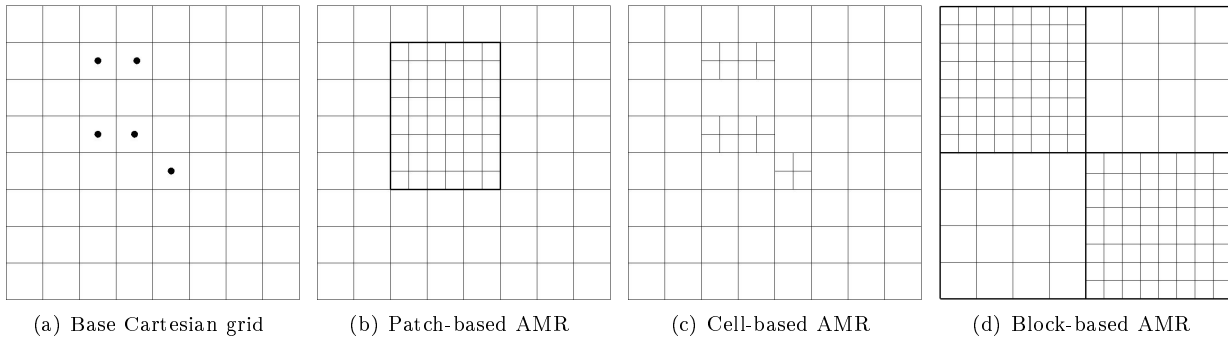 (a) Base Cartesian grid
(b) Patch-based AMR
(c) Cell-based AMR
(d) Block-based AMR